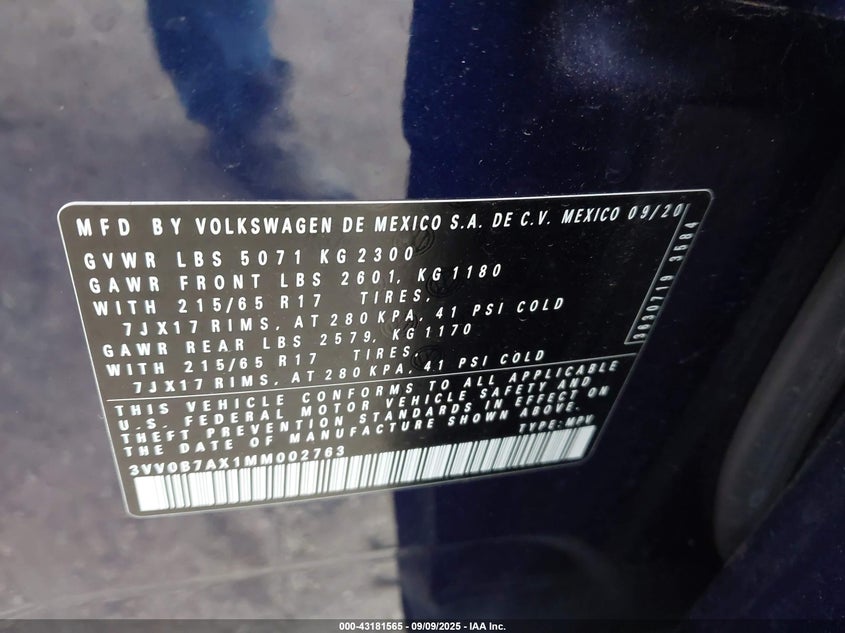 MFD BY VOLKSWAGEN DE MEXICO S.A. DE C.V. MEXICO 09/20
GVWR LBS 5071 KG 2300
GAWR FRONT LBS 2601, KG 1180
WITH 215/65 R17 TIRES,
7JX17 RIMS, AT 280 KPA, 41 PSI COLD
GAWR REAR LBS 2579, KG 1170
WITH 215/65 R17 TIRES,
7JX17 RIMS, AT 280 KPA, 41 PSI COLD
3630719 3584
THIS VEHICLE CONFORMS TO ALL APPLICABLE
U.S. FEDERAL MOTOR VEHICLE SAFETY AND
THEFT PREVENTION STANDARDS IN EFFECT ON
THE DATE OF MANUFACTURE SHOWN ABOVE.
3VV0B7AX1MM002763 TYPE: MPV
000-43181565 - 09/09/2025 - IAA Inc.